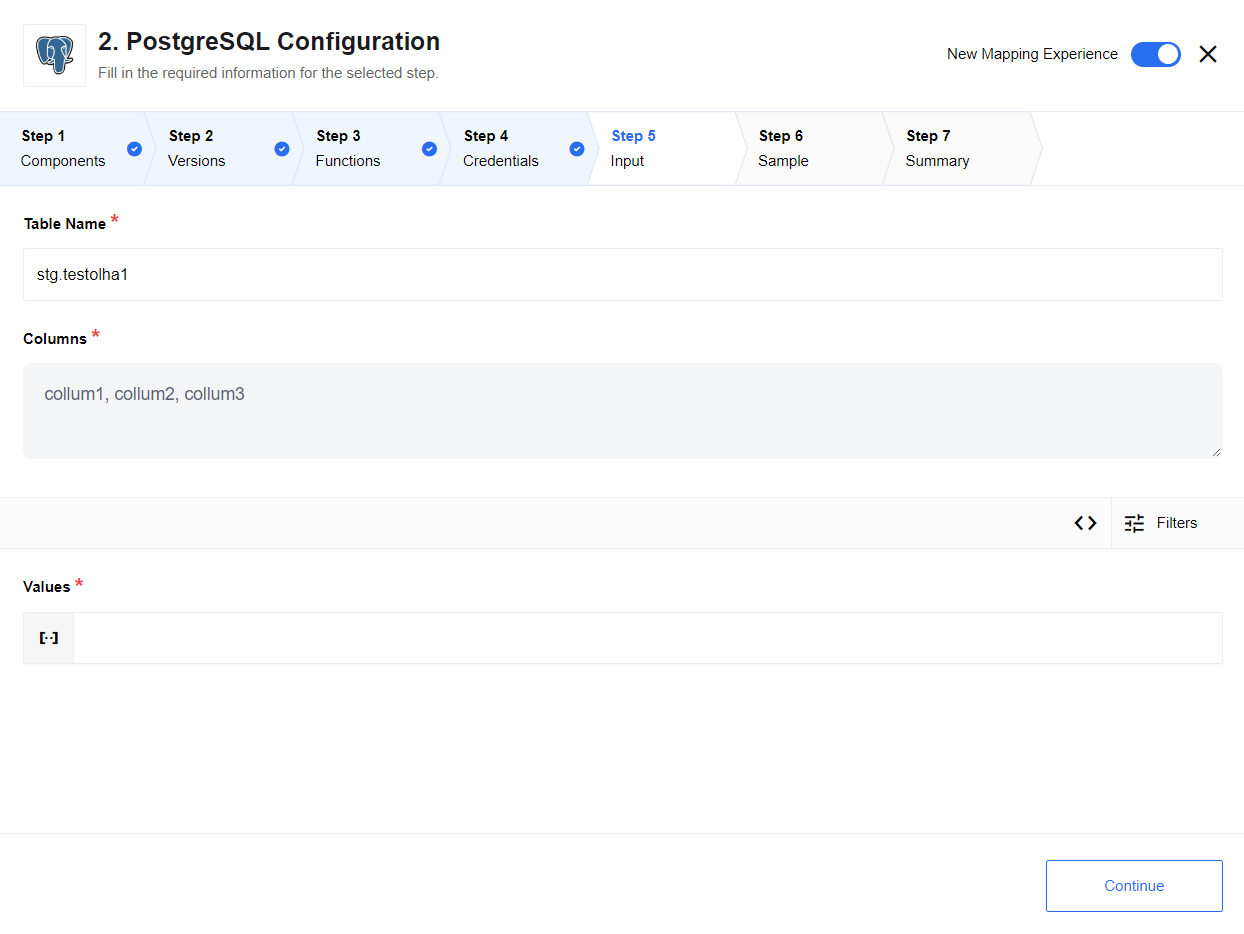 2. PostgreSQL Configuration
Fill in the required information for the selected step.
New Mapping Experience
Step 1
Components
Step 2
Versions
Step 3
Functions
Step 4
Credentials
Step 5
Input
Step 6
Sample
Step 7
Summary
Table Name *
stg.testolha1
Columns *
collum1, collum2, collum3
Filters
Values *
Continue